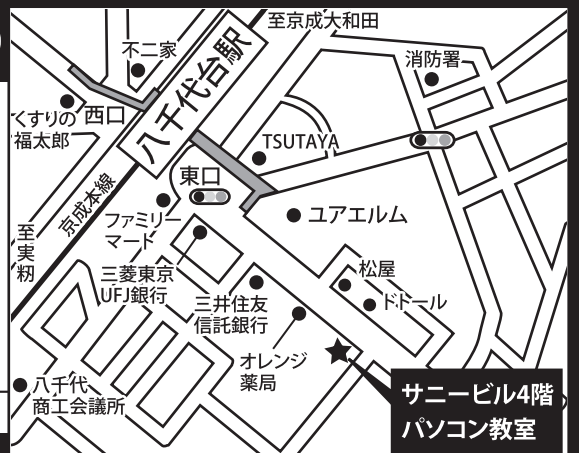 至京成大和田
不二家
消防署
八千代台駅
くすりの
福太郎
西口
TSUTAYA
東口
京成本線
ファミリー
マート
ユアエルム
至実籾
三菱東京
UFJ銀行
松屋
三井住友
信託銀行
ドトール
オレンジ
薬局
八千代
商工会議所
サニービル4階
パソコン教室